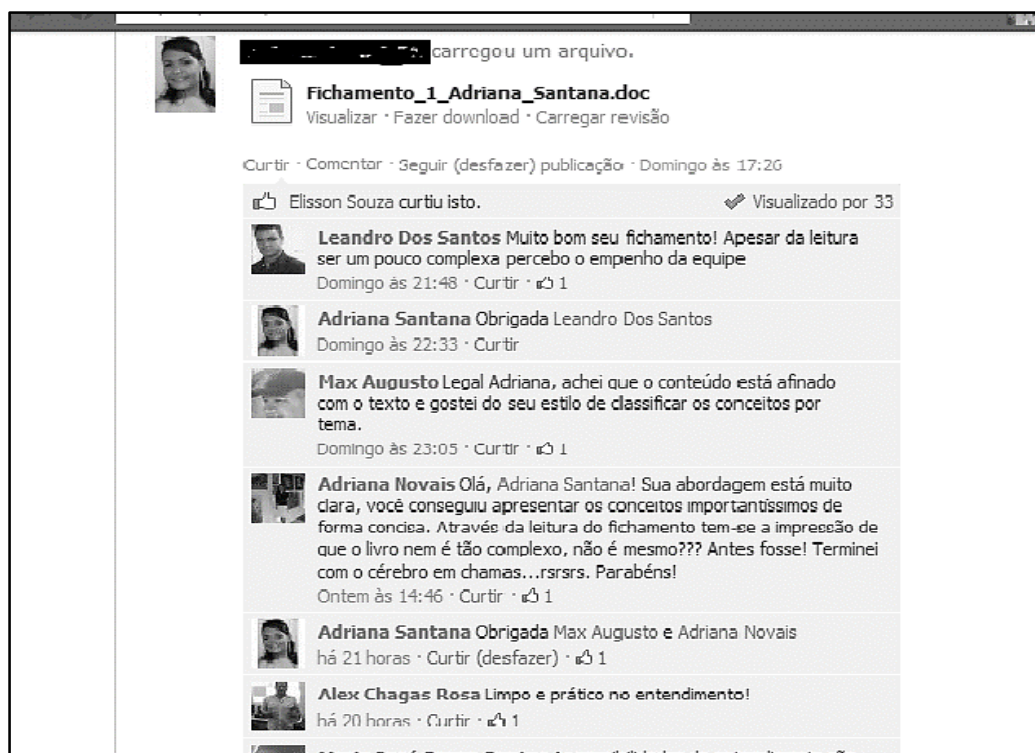 carregou um arquivo.
Fichamento_1_Adriana_Santana.doc
Visualizar · Fazer download · Carregar revisão
Curtir · Comentar · Seguir (desfazer) publicação · Domingo às 17:26
Elisson Souza curtiu isto. Visualizado por 33
Leandro Dos Santos Muito bom seu fichamento! Apesar da leitura
ser um pouco complexa percebo o empenho da equipe
Domingo às 21:48 · Curtir · 1
Adriana Santana Obrigada Leandro Dos Santos
Domingo às 22:33 · Curtir
Max Augusto Legal Adriana, achei que o conteúdo está afinado
com o texto e gostei do seu estilo de classificar os conceitos por
tema.
Domingo às 23:05 · Curtir · 1
Adriana Novais Olá, Adriana Santana! Sua abordagem está muito
clara, você conseguiu apresentar os conceitos importantíssimos de
forma concisa. Através da leitura do fichamento tem-se a impressão de
que o livro nem é tão complexo, não é mesmo??? Antes fosse! Terminei
com o cérebro em chamas...rsrsrs. Parabéns!
Ontem às 14:46 · Curtir · 1
Adriana Santana Obrigada Max Augusto e Adriana Novais
há 21 horas · Curtir (desfazer) · 1
Alex Chagas Rosa Limpo e prático no entendimento!
há 20 horas · Curtir · 1